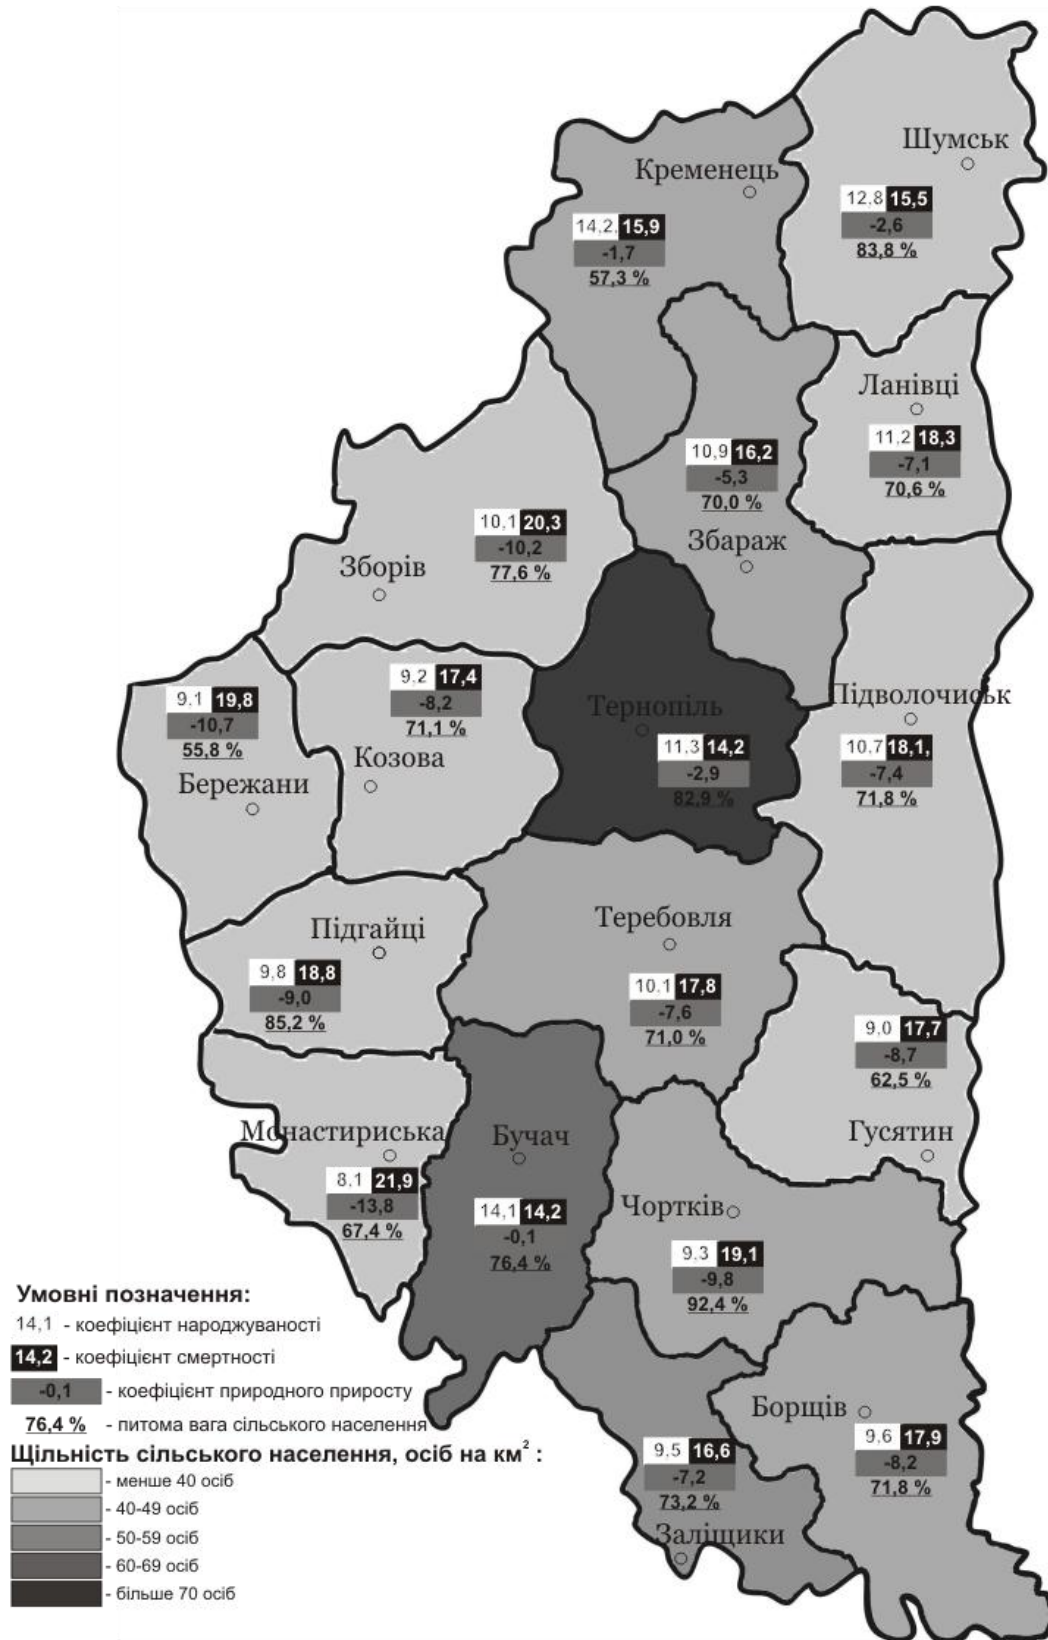 Шумськ
12,8 15,5
-2,6
83,8 %
Кременець
14,2, 15,9
-1,7
57,3 %
Ланівці
11,2 18,3
-7,1
70,6 %
10,9 16,2
-5,3
70,0 %
Збараж
10,1 20,3
-10,2
77,6 %
Зборів
9,2 17,4
-8,2
71,1 %
Козова
9,1 19,8
-10,7
55,8 %
Бережани
Тернопіль
11,3 14,2
-2,9
82,9 %
Підволочиськ
10,7 18,1,
-7,4
71,8 %
Підгайці
9,8 18,8
-9,0
85,2 %
Теребовля
10,1 17,8
-7,6
71,0 %
9,0 17,7
-8,7
62,5 %
Гусятин
Монастириська
8,1 21,9
-13,8
67,4 %
Бучач
14,1 14,2
-0,1
76,4 %
Чортків
9,3 19,1
-9,8
92,4 %
Борщів
9,6 17,9
-8,2
71,8 %
9,5 16,6
-7,2
73,2 %
Заліщики
Умовні позначення:
14,1 - коефіцієнт народжуваності
14,2 - коефіцієнт смертності
-0,1 - коефіцієнт природного приросту
76,4 % - питома вага сільського населення
Щільність сільського населення, осіб на км² :
- менше 40 осіб
- 40-49 осіб
- 50-59 осіб
- 60-69 осіб
- більше 70 осіб